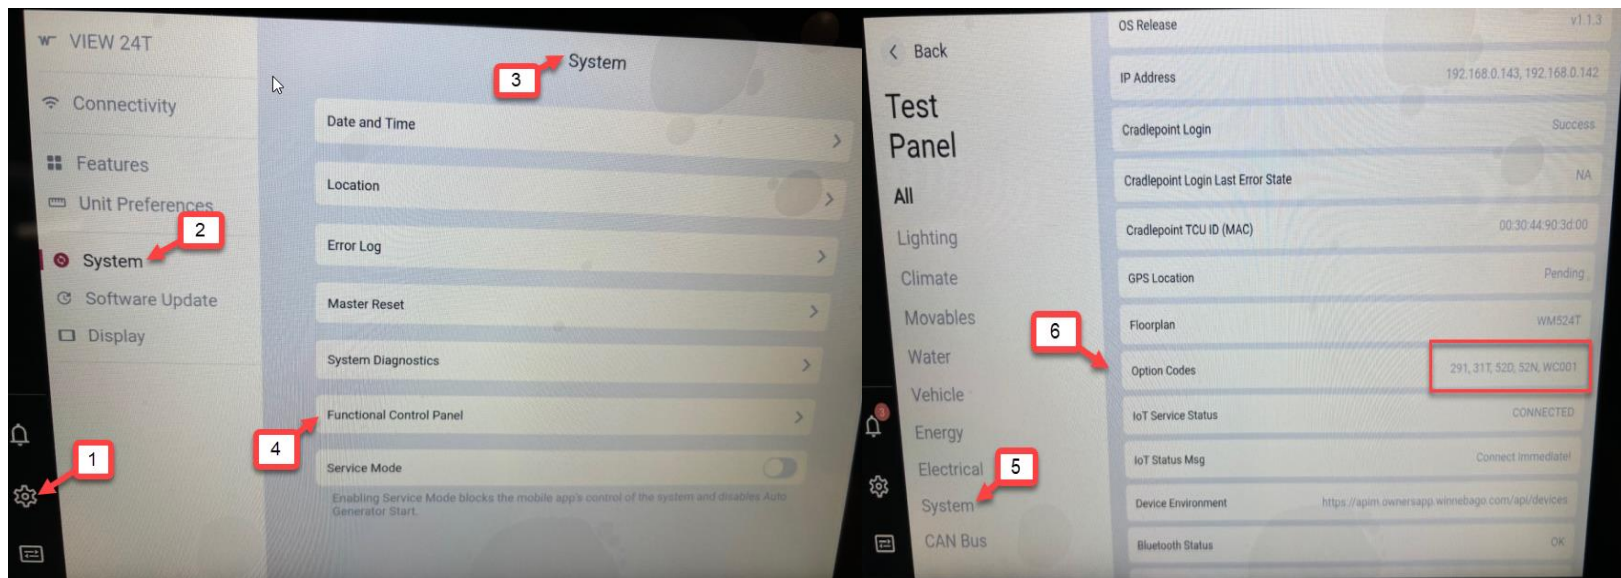 VIEW 24T
Connectivity
Features
Unit Preferences
System
Software Update
Display
System
Date and Time
Location
Error Log
Master Reset
System Diagnostics
Functional Control Panel
Service Mode
Enabling Service Mode blocks the mobile app's control of the system and disables Auto
Generator Start.
1
2
3
4
Back
Test
Panel
All
Lighting
Climate
Movables
Water
Vehicle
Energy
Electrical
System
CAN Bus
3
5
6
OS Release v1.1.3
IP Address 192.168.0.143, 192.168.0.142
Cradlepoint Login Success
Cradlepoint Login Last Error State NA
Cradlepoint TCU ID (MAC) 00:30:44:90:3d:00
GPS Location Pending
Floorplan WM524T
Option Codes 291, 31T, 52D, 52N, WC001
IoT Service Status CONNECTED
IoT Status Msg Connect Immediatel
Device Environment https://apim.ownersapp.winnebago.com/api/devices
Bluetooth Status OK